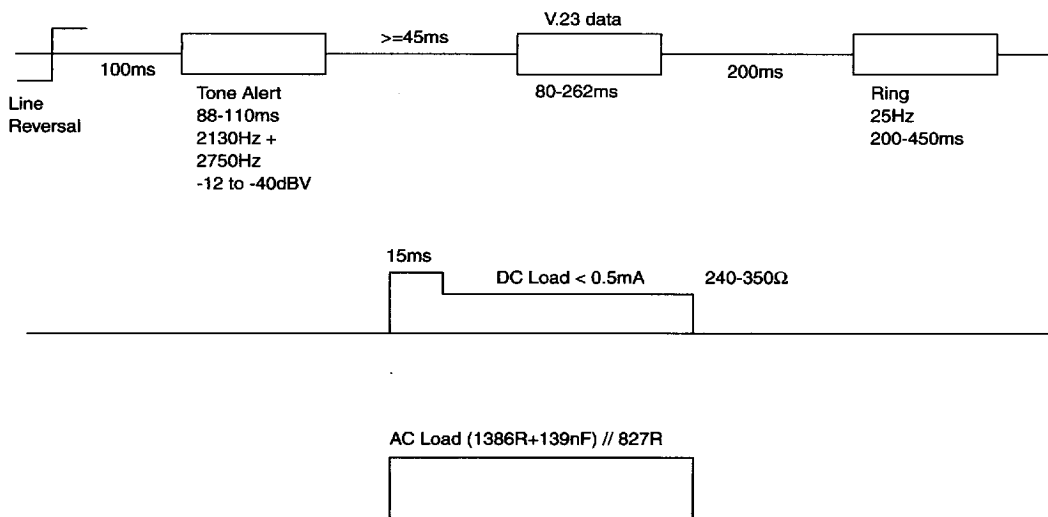 V.23 data
>=45ms
100ms
200ms
Line
Reversal
Tone Alert
88-110ms
2130Hz +
2750Hz
-12 to -40dBV
80-262ms
Ring
25Hz
200-450ms
15ms
DC Load < 0.5mA
240-350Ω
AC Load (1386R+139nF) // 827R